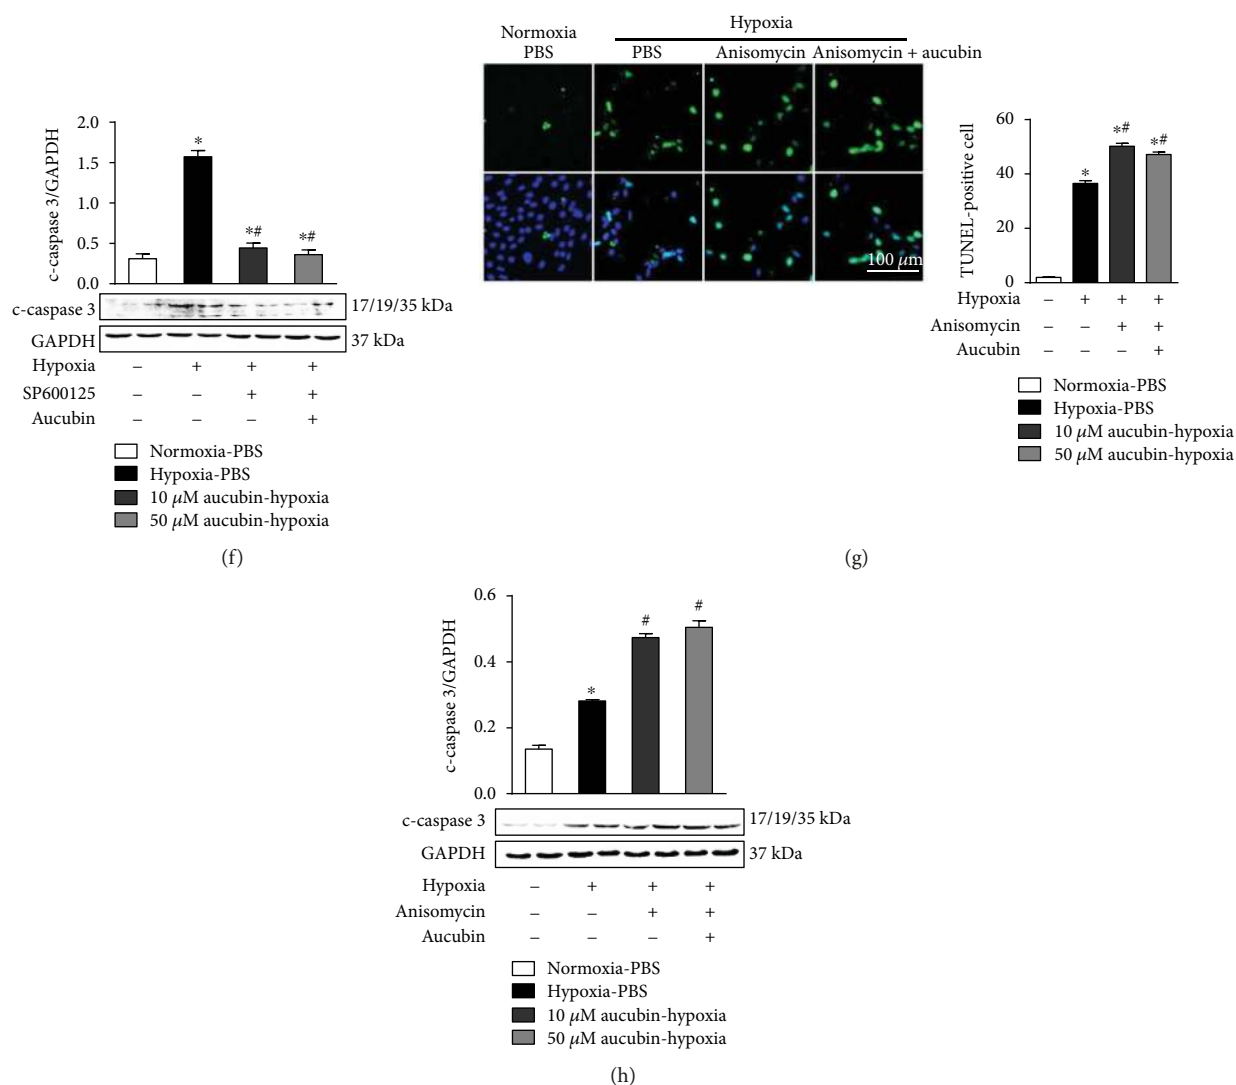 c-caspase 3/GAPDH
2.0
1.5
1.0
0.5
0.0
*
*#
*#
c-caspase 3
17/19/35 kDa
GAPDH
37 kDa
Hypoxia – + + +
SP600125 – – + +
Aucubin – – – +
Normoxia-PBS
Hypoxia-PBS
10 μM aucubin-hypoxia
50 μM aucubin-hypoxia
(f)
Normoxia
PBS
Hypoxia
PBS Anisomycin Anisomycin + aucubin
100 μm
TUNEL-positive cell
60
40
20
0
*
*#
*#
Hypoxia – + + +
Anisomycin – – + +
Aucubin – – – +
Normoxia-PBS
Hypoxia-PBS
10 μM aucubin-hypoxia
50 μM aucubin-hypoxia
(g)
c-caspase 3/GAPDH
0.6
0.4
0.2
0.0
*
#
#
c-caspase 3
17/19/35 kDa
GAPDH
37 kDa
Hypoxia – + + +
Anisomycin – – + +
Aucubin – – – +
Normoxia-PBS
Hypoxia-PBS
10 μM aucubin-hypoxia
50 μM aucubin-hypoxia
(h)